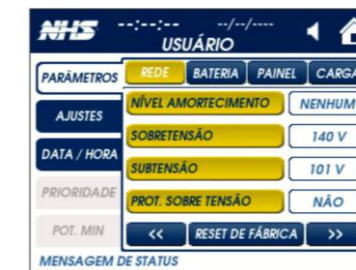 NHS --:--:-- --/--/----
USUÁRIO
PARÂMETROS REDE BATERIA PAINEL CARGA
NÍVEL AMORTECIMENTO NENHUM
AJUSTES
SOBRETENSÃO 140 V
DATA / HORA
SUBTENSÃO 101 V
PRIORIDADE
PROT. SOBRE TENSÃO NÃO
POT. MIN << RESET DE FÁBRICA >>
MENSAGEM DE STATUS